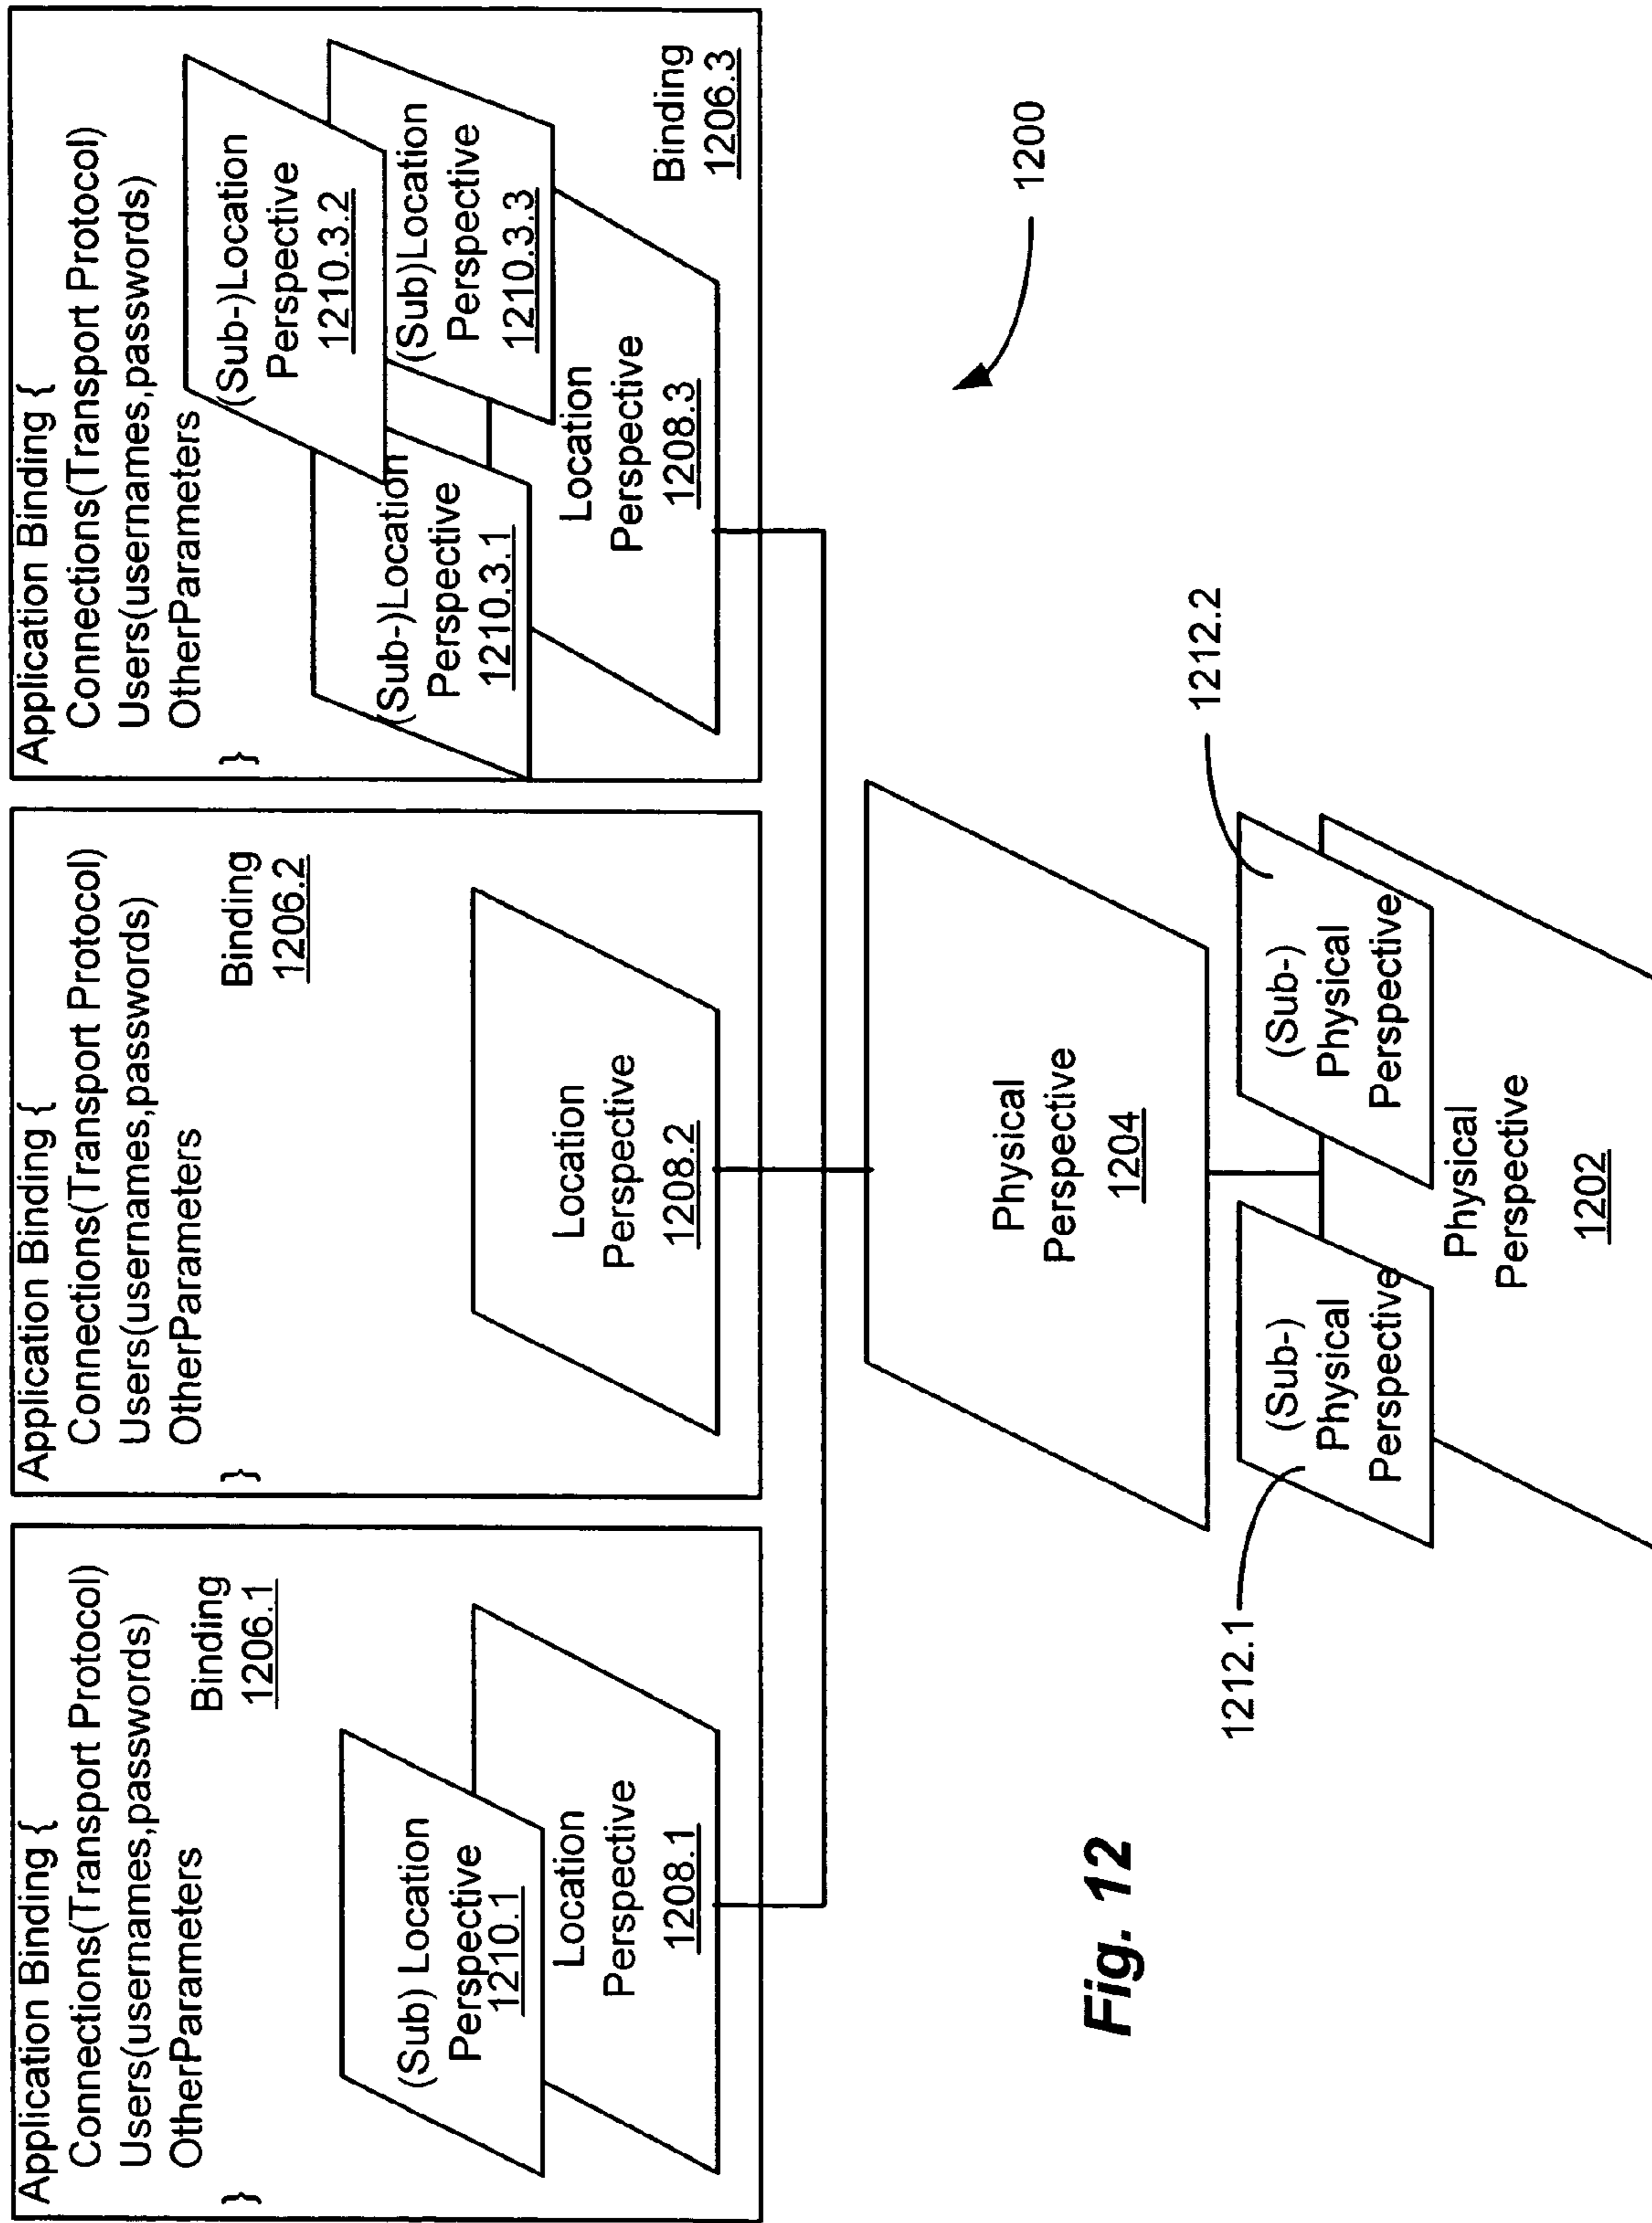 Application Binding {
Connections(Transport Protocol)
Users(usernames,passwords)
OtherParameters
}
Binding
1206.1
(Sub) Location
Perspective
1210.1
Location
Perspective
1208.1
Application Binding {
Connections(Transport Protocol)
Users(usernames,passwords)
OtherParameters
}
Binding
1206.2
Location
Perspective
1208.2
Application Binding {
Connections(Transport Protocol)
Users(usernames,passwords)
OtherParameters
}
(Sub-)Location
Perspective
1210.3.2
(Sub-)Location
Perspective
1210.3.1
(Sub)Location
Perspective
1210.3.3
Location
Perspective
1208.3
Binding
1206.3
Physical
Perspective
1204
1200
1212.1
(Sub-)
Physical
Perspective
(Sub-)
Physical
Perspective
1212.2
Physical
Perspective
1202
Fig. 12